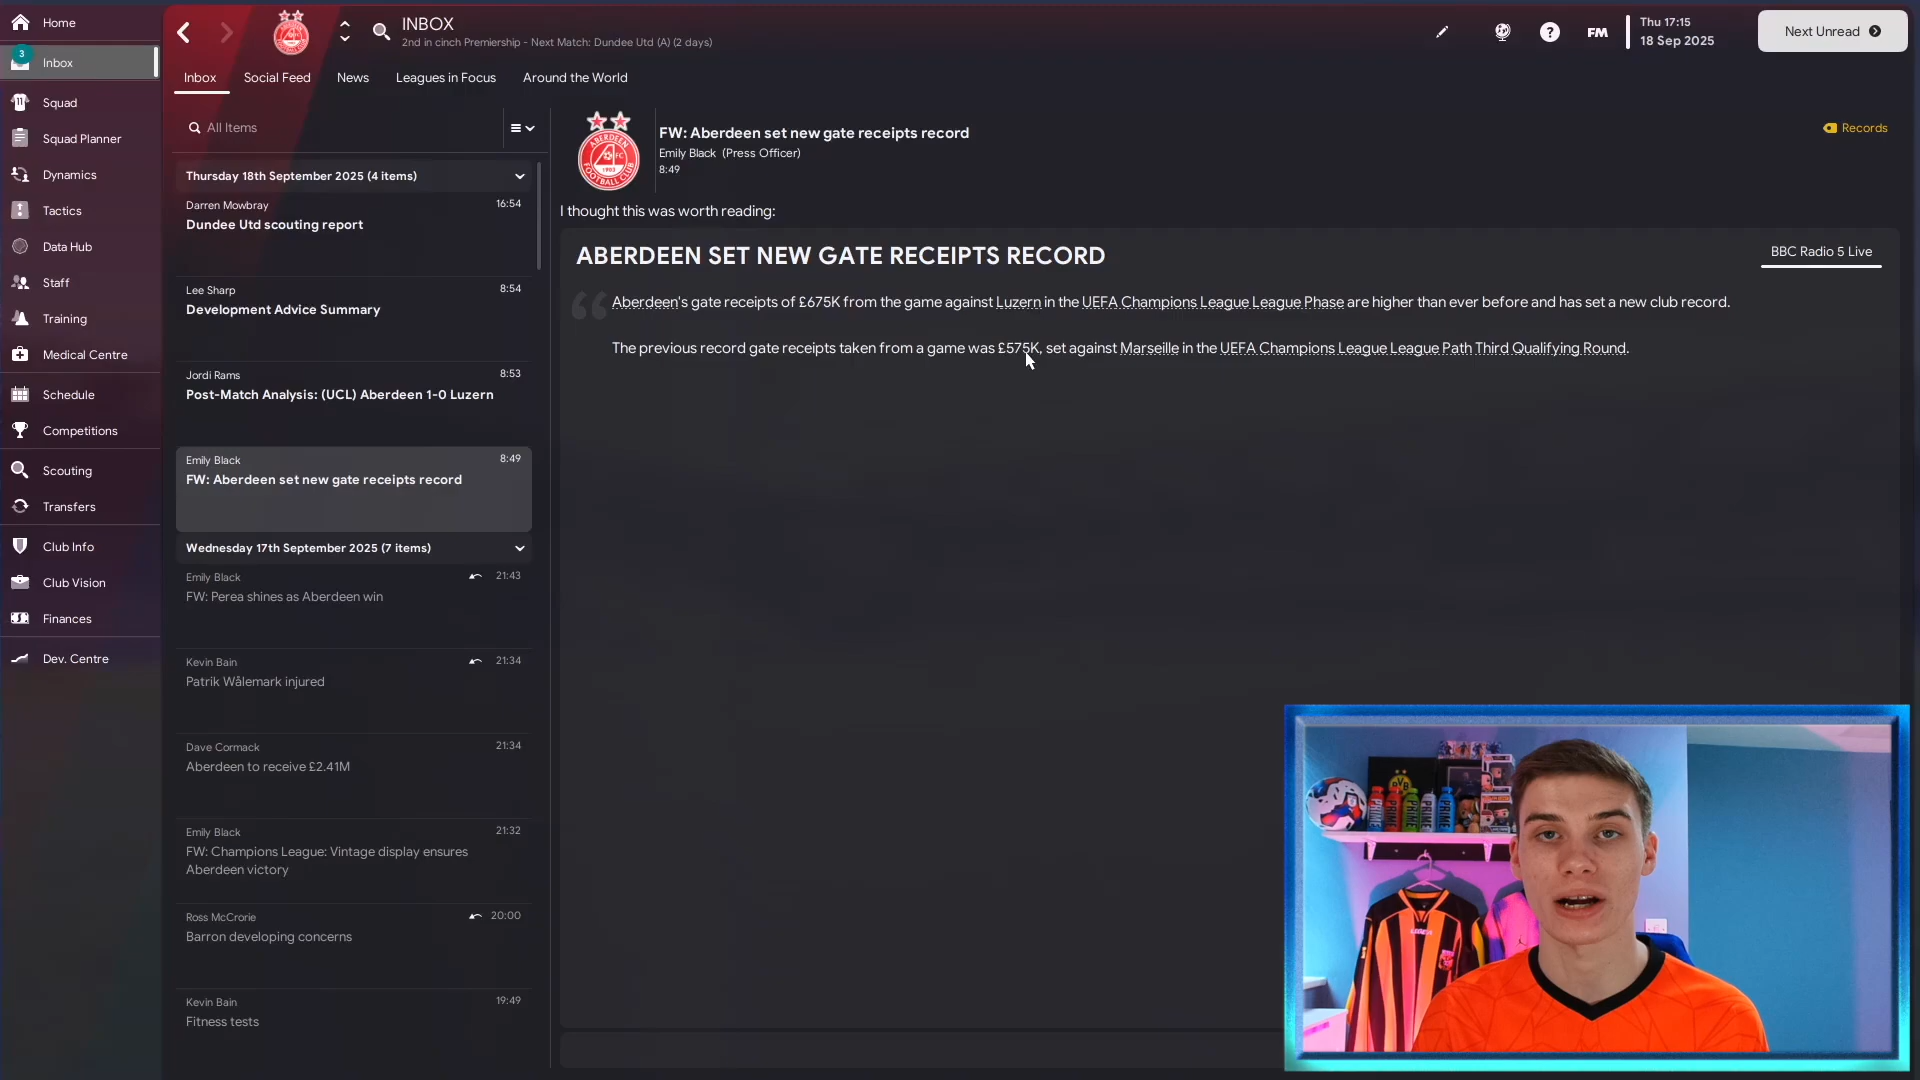 Home
3
Inbox
Squad
Squad Planner
Dynamics
Tactics
Data Hub
Staff
Training
Medical Centre
Schedule
Competitions
Scouting
Transfers
Club Info
Club Vision
Finances
Dev. Centre
INBOX
2nd in cinch Premiership - Next Match: Dundee Utd (A) (2 days)
FM
Thu 17:15
18 Sep 2025
Next Unread
Inbox
Social Feed
News
Leagues in Focus
Around the World
All Items
Thursday 18th September 2025 (4 items)
Darren Mowbray 16:54
Dundee Utd scouting report
Lee Sharp 8:54
Development Advice Summary
Jordi Rams 8:53
Post-Match Analysis: (UCL) Aberdeen 1-0 Luzern
Emily Black 8:49
FW: Aberdeen set new gate receipts record
Wednesday 17th September 2025 (7 items)
Emily Black 21:43
FW: Perea shines as Aberdeen win
Kevin Bain 21:34
Patrik Wålemark injured
Dave Cormack 21:34
Aberdeen to receive £2.41M
Emily Black 21:32
FW: Champions League: Vintage display ensures
Aberdeen victory
Ross McCrorie 20:00
Barron developing concerns
Kevin Bain 19:49
Fitness tests
ABERDEEN
FOOTBALL CLUB
1903
FW: Aberdeen set new gate receipts record
Emily Black (Press Officer)
8:49
Records
I thought this was worth reading:
ABERDEEN SET NEW GATE RECEIPTS RECORD
BBC Radio 5 Live
Aberdeen's gate receipts of £675K from the game against Luzern in the UEFA Champions League League Phase are higher than ever before and has set a new club record.
The previous record gate receipts taken from a game was £575K, set against Marseille in the UEFA Champions League League Path Third Qualifying Round.
PRIME
PRIME
PRIME
PRIME
PRIME